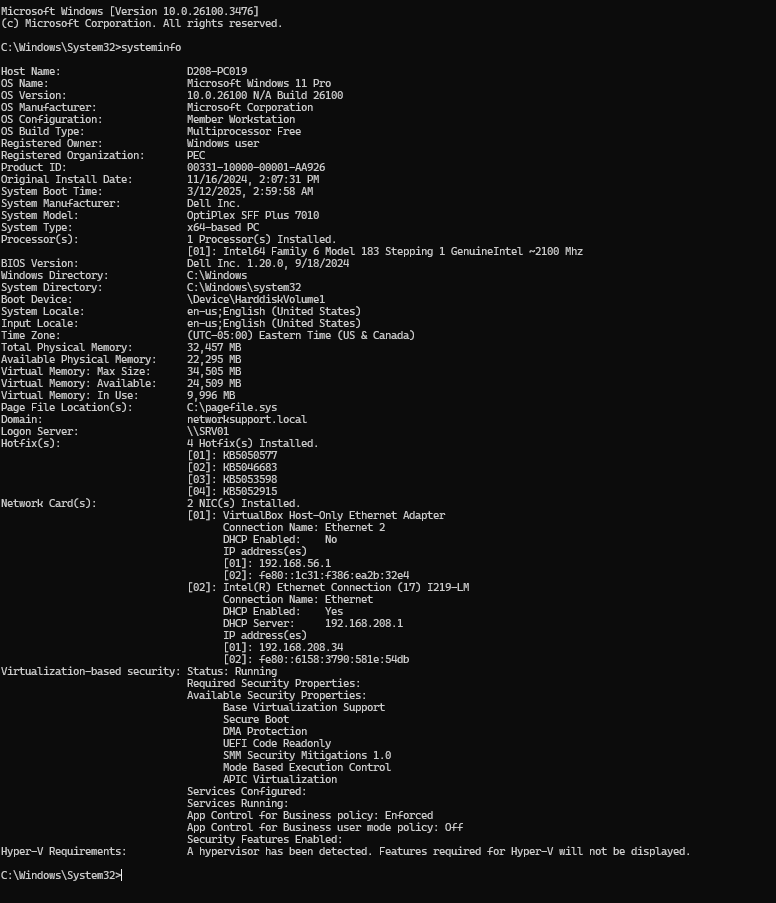 Microsoft Windows [Version 10.0.26100.3476]
(c) Microsoft Corporation. All rights reserved.

C:\Windows\System32>systeminfo

Host Name:                     D208-PC019
OS Name:                       Microsoft Windows 11 Pro
OS Version:                    10.0.26100 N/A Build 26100
OS Manufacturer:               Microsoft Corporation
OS Configuration:              Member Workstation
OS Build Type:                 Multiprocessor Free
Registered Owner:              Windows user
Registered Organization:       PEC
Product ID:                    00331-10000-00001-AA926
Original Install Date:         11/16/2024, 2:07:31 PM
System Boot Time:              3/12/2025, 2:59:58 AM
System Manufacturer:           Dell Inc.
System Model:                  OptiPlex SFF Plus 7010
System Type:                   x64-based PC
Processor(s):                  1 Processor(s) Installed.
                               [01]: Intel64 Family 6 Model 183 Stepping 1 GenuineIntel ~2100 Mhz
BIOS Version:                  Dell Inc. 1.20.0, 9/18/2024
Windows Directory:             C:\Windows
System Directory:              C:\Windows\system32
Boot Device:                   \Device\HarddiskVolume1
System Locale:                 en-us;English (United States)
Input Locale:                  en-us;English (United States)
Time Zone:                     (UTC-05:00) Eastern Time (US & Canada)
Total Physical Memory:         32,457 MB
Available Physical Memory:     22,295 MB
Virtual Memory: Max Size:      34,505 MB
Virtual Memory: Available:     24,509 MB
Virtual Memory: In Use:        9,996 MB
Page File Location(s):         C:\pagefile.sys
Domain:                        networksupport.local
Logon Server:                  \\SRV01
Hotfix(s):                     4 Hotfix(s) Installed.
                               [01]: KB5050577
                               [02]: KB5046683
                               [03]: KB5053598
                               [04]: KB5052915
Network Card(s):               2 NIC(s) Installed.
                               [01]: VirtualBox Host-Only Ethernet Adapter
                                     Connection Name: Ethernet 2
                                     DHCP Enabled:    No
                                     IP address(es)
                                     [01]: 192.168.56.1
                                     [02]: fe80::1c31:f386:ea2b:32e4
                               [02]: Intel(R) Ethernet Connection (17) I219-LM
                                     Connection Name: Ethernet
                                     DHCP Enabled:    Yes
                                     DHCP Server:     192.168.208.1
                                     IP address(es)
                                     [01]: 192.168.208.34
                                     [02]: fe80::6158:3790:581e:54db
Virtualization-based security: Status: Running
                               Required Security Properties:
                               Available Security Properties:
                                     Base Virtualization Support
                                     Secure Boot
                                     DMA Protection
                                     UEFI Code Readonly
                                     SMM Security Mitigations 1.0
                                     Mode Based Execution Control
                                     APIC Virtualization
                               Services Configured:
                               Services Running:
                               App Control for Business policy: Enforced
                               App Control for Business user mode policy: Off
                               Security Features Enabled:
Hyper-V Requirements:          A hypervisor has been detected. Features required for Hyper-V will not be displayed.

C:\Windows\System32>